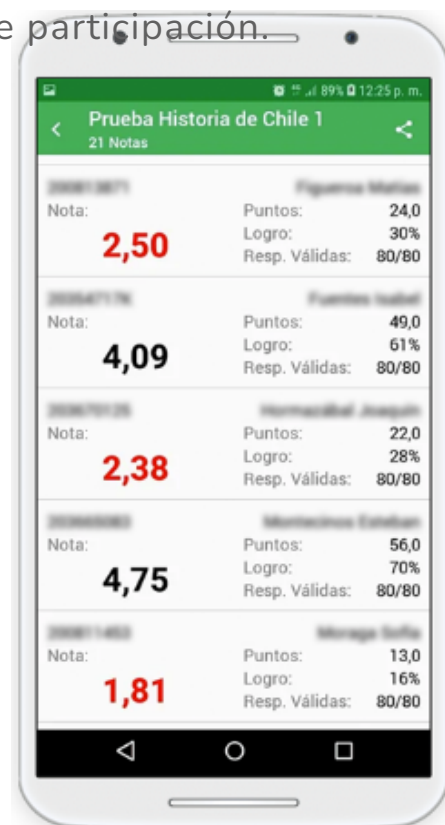 e participación.
89% 12:25 p. m.
Prueba Historia de Chile 1
21 Notas
Nota:
2,50
Puntos: 24,0
Logro: 30%
Resp. Válidas: 80/80
Nota:
4,09
Puntos: 49,0
Logro: 61%
Resp. Válidas: 80/80
Nota:
2,38
Puntos: 22,0
Logro: 28%
Resp. Válidas: 80/80
Nota:
4,75
Puntos: 56,0
Logro: 70%
Resp. Válidas: 80/80
Nota:
1,81
Puntos: 13,0
Logro: 16%
Resp. Válidas: 80/80